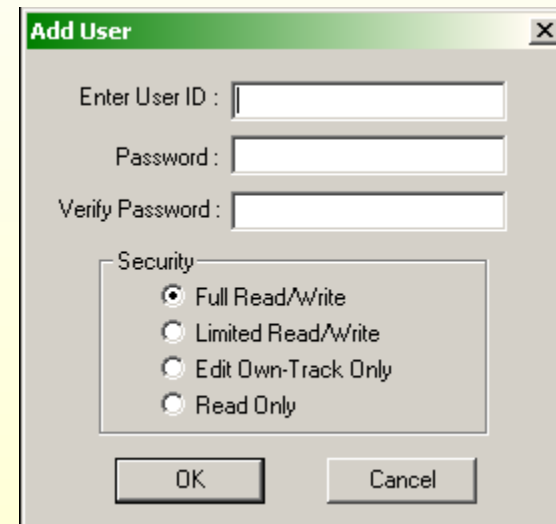 Add User
Enter User ID :
Password :
Verify Password :
Security
Full Read/Write
Limited Read/Write
Edit Own-Track Only
Read Only
OK Cancel